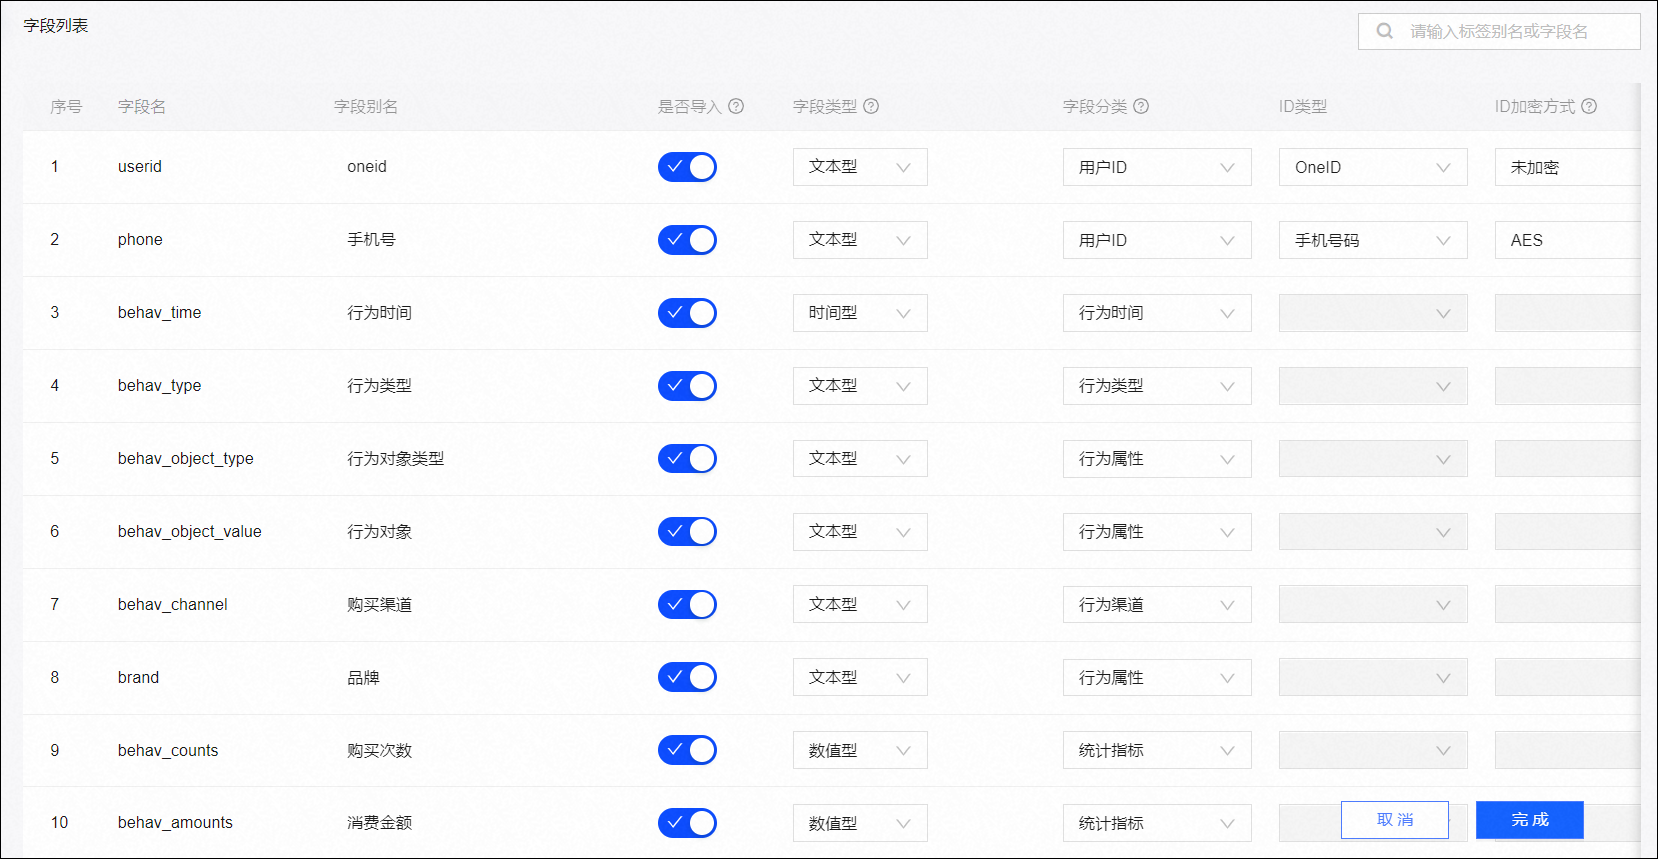 字段列表
请输入标签别名或字段名
序号 字段名 字段别名 是否导入 字段类型 字段分类 ID类型 ID加密方式
1 userid oneid 文本型 用户ID OneID 未加密
2 phone 手机号 文本型 用户ID 手机号码 AES
3 behav_time 行为时间 时间型 行为时间
4 behav_type 行为类型 文本型 行为类型
5 behav_object_type 行为对象类型 文本型 行为属性
6 behav_object_value 行为对象 文本型 行为属性
7 behav_channel 购买渠道 文本型 行为渠道
8 brand 品牌 文本型 行为属性
9 behav_counts 购买次数 数值型 统计指标
10 behav_amounts 消费金额 数值型 统计指标
取消 完成